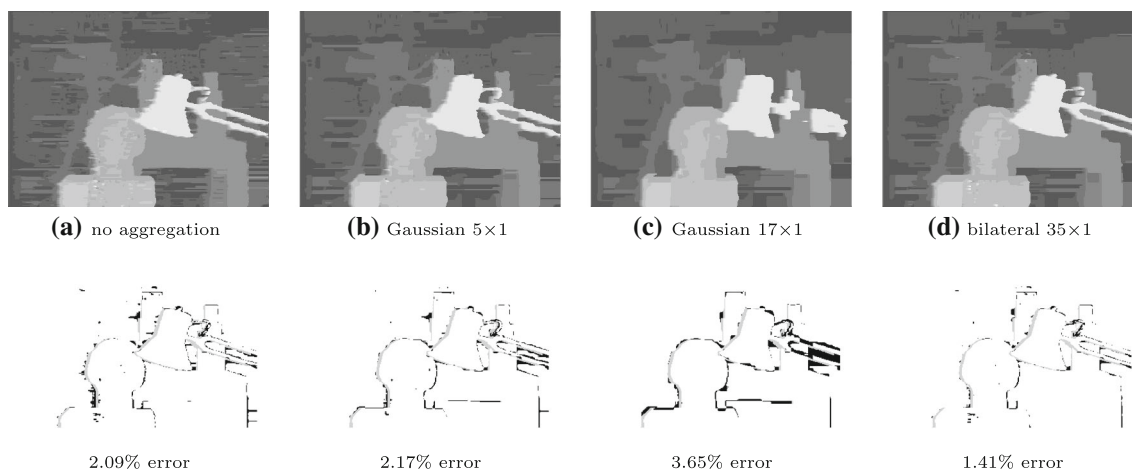 (a) no aggregation
(b) Gaussian 5×1
(c) Gaussian 17×1
(d) bilateral 35×1
2.09% error
2.17% error
3.65% error
1.41% error